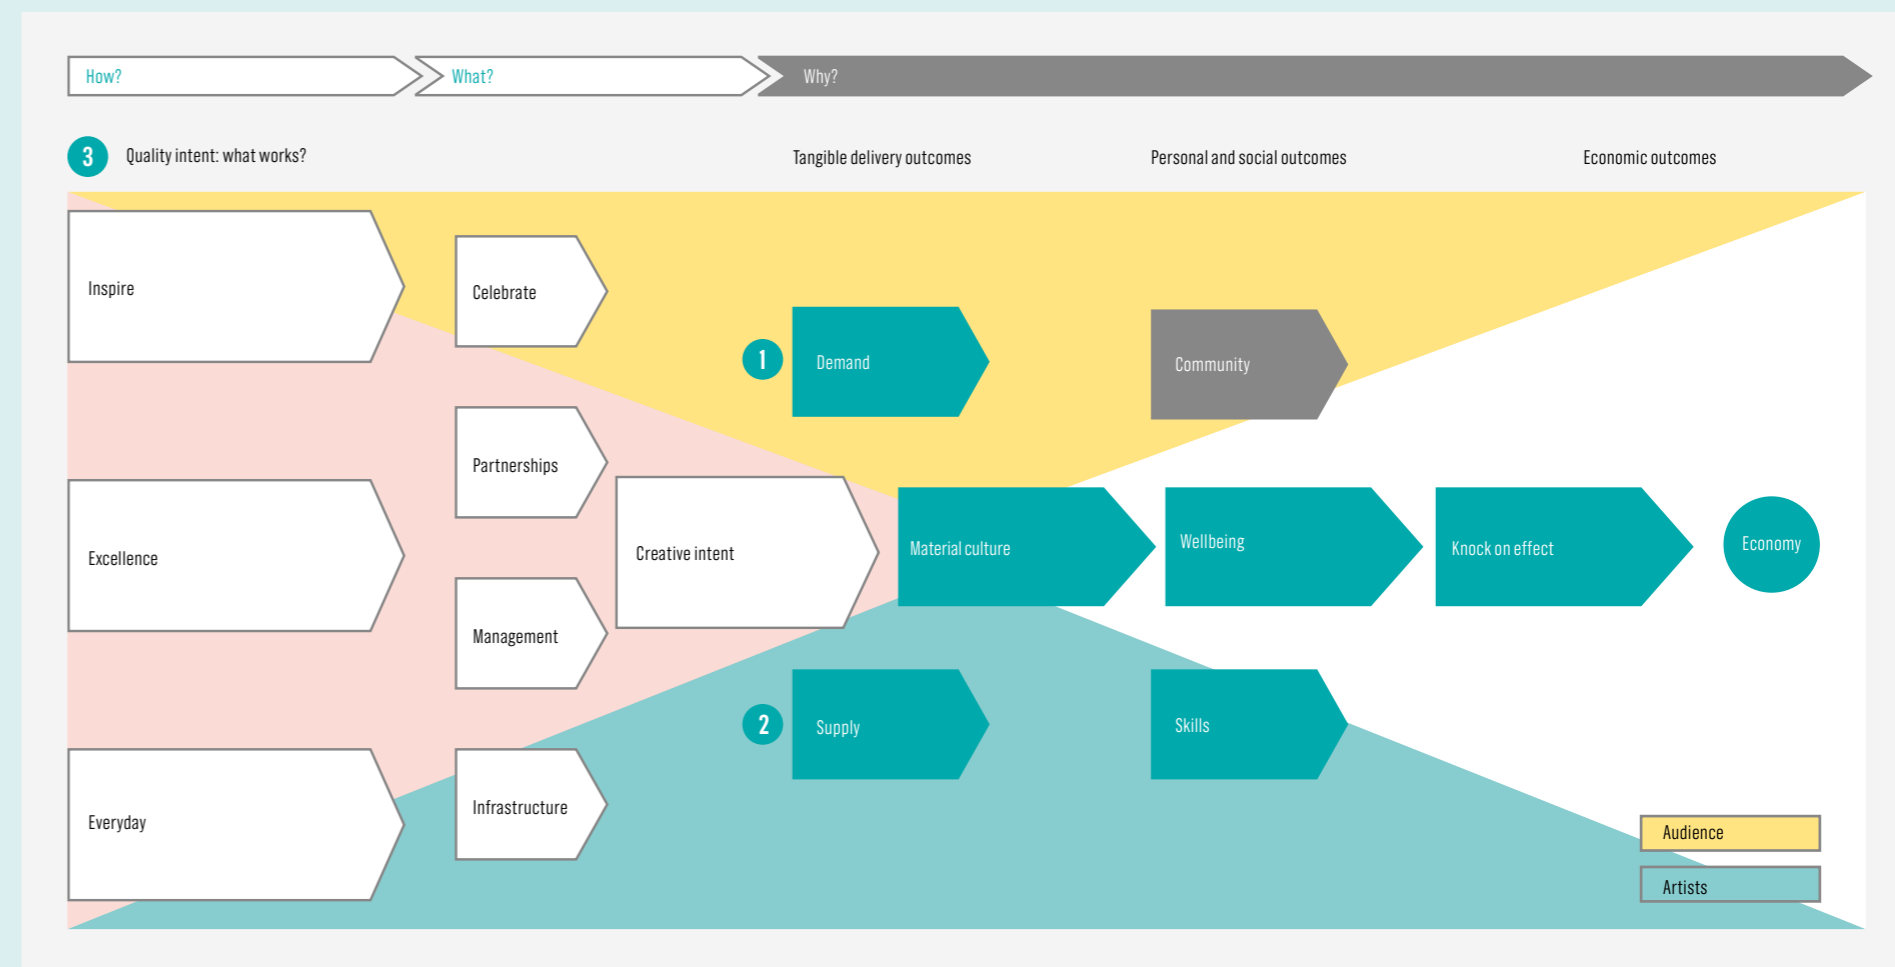 How?
What?
Why?
3
Quality intent: what works?
Tangible delivery outcomes
Personal and social outcomes
Economic outcomes
Inspire
Celebrate
1
Demand
Community
Partnerships
Excellence
Creative intent
Material culture
Wellbeing
Knock on effect
Economy
Management
2
Supply
Skills
Everyday
Infrastructure
Audience
Artists